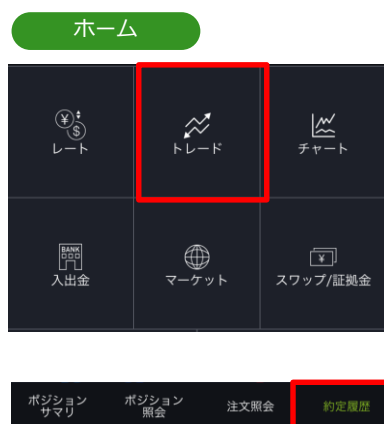 ホーム
レート
トレード
チャート
BANK
入出金
マーケット
スワップ/証拠金
ポジション
サマリ
ポジション
照会
注文照会
約定履歴